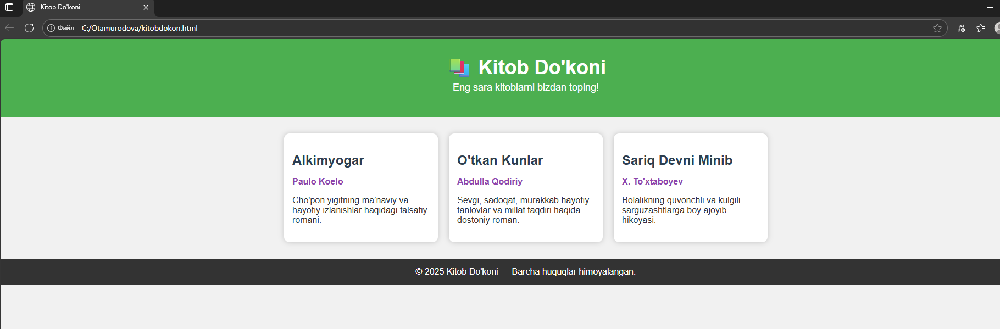 Kitob Do'koni
Файл C:/Otamurodova/kitobdokon.html
Kitob Do'koni
Eng sara kitoblarni bizdan toping!
Alkimyogar
Paulo Koelo
Cho'pon yigitning ma’naviy va
hayotiy izlanishlar haqidagi falsafiy
romani.
O'tkan Kunlar
Abdulla Qodiriy
Sevgi, sadoqat, murakkab hayotiy
tanlovlar va millat taqdiri haqida
dostoniy roman.
Sariq Devni Minib
X. To'xtaboyev
Bolalikning quvonchli va kulgili
sarguzashtlarga boy ajoyib
hikoyasi.
© 2025 Kitob Do'koni — Barcha huquqlar himoyalangan.